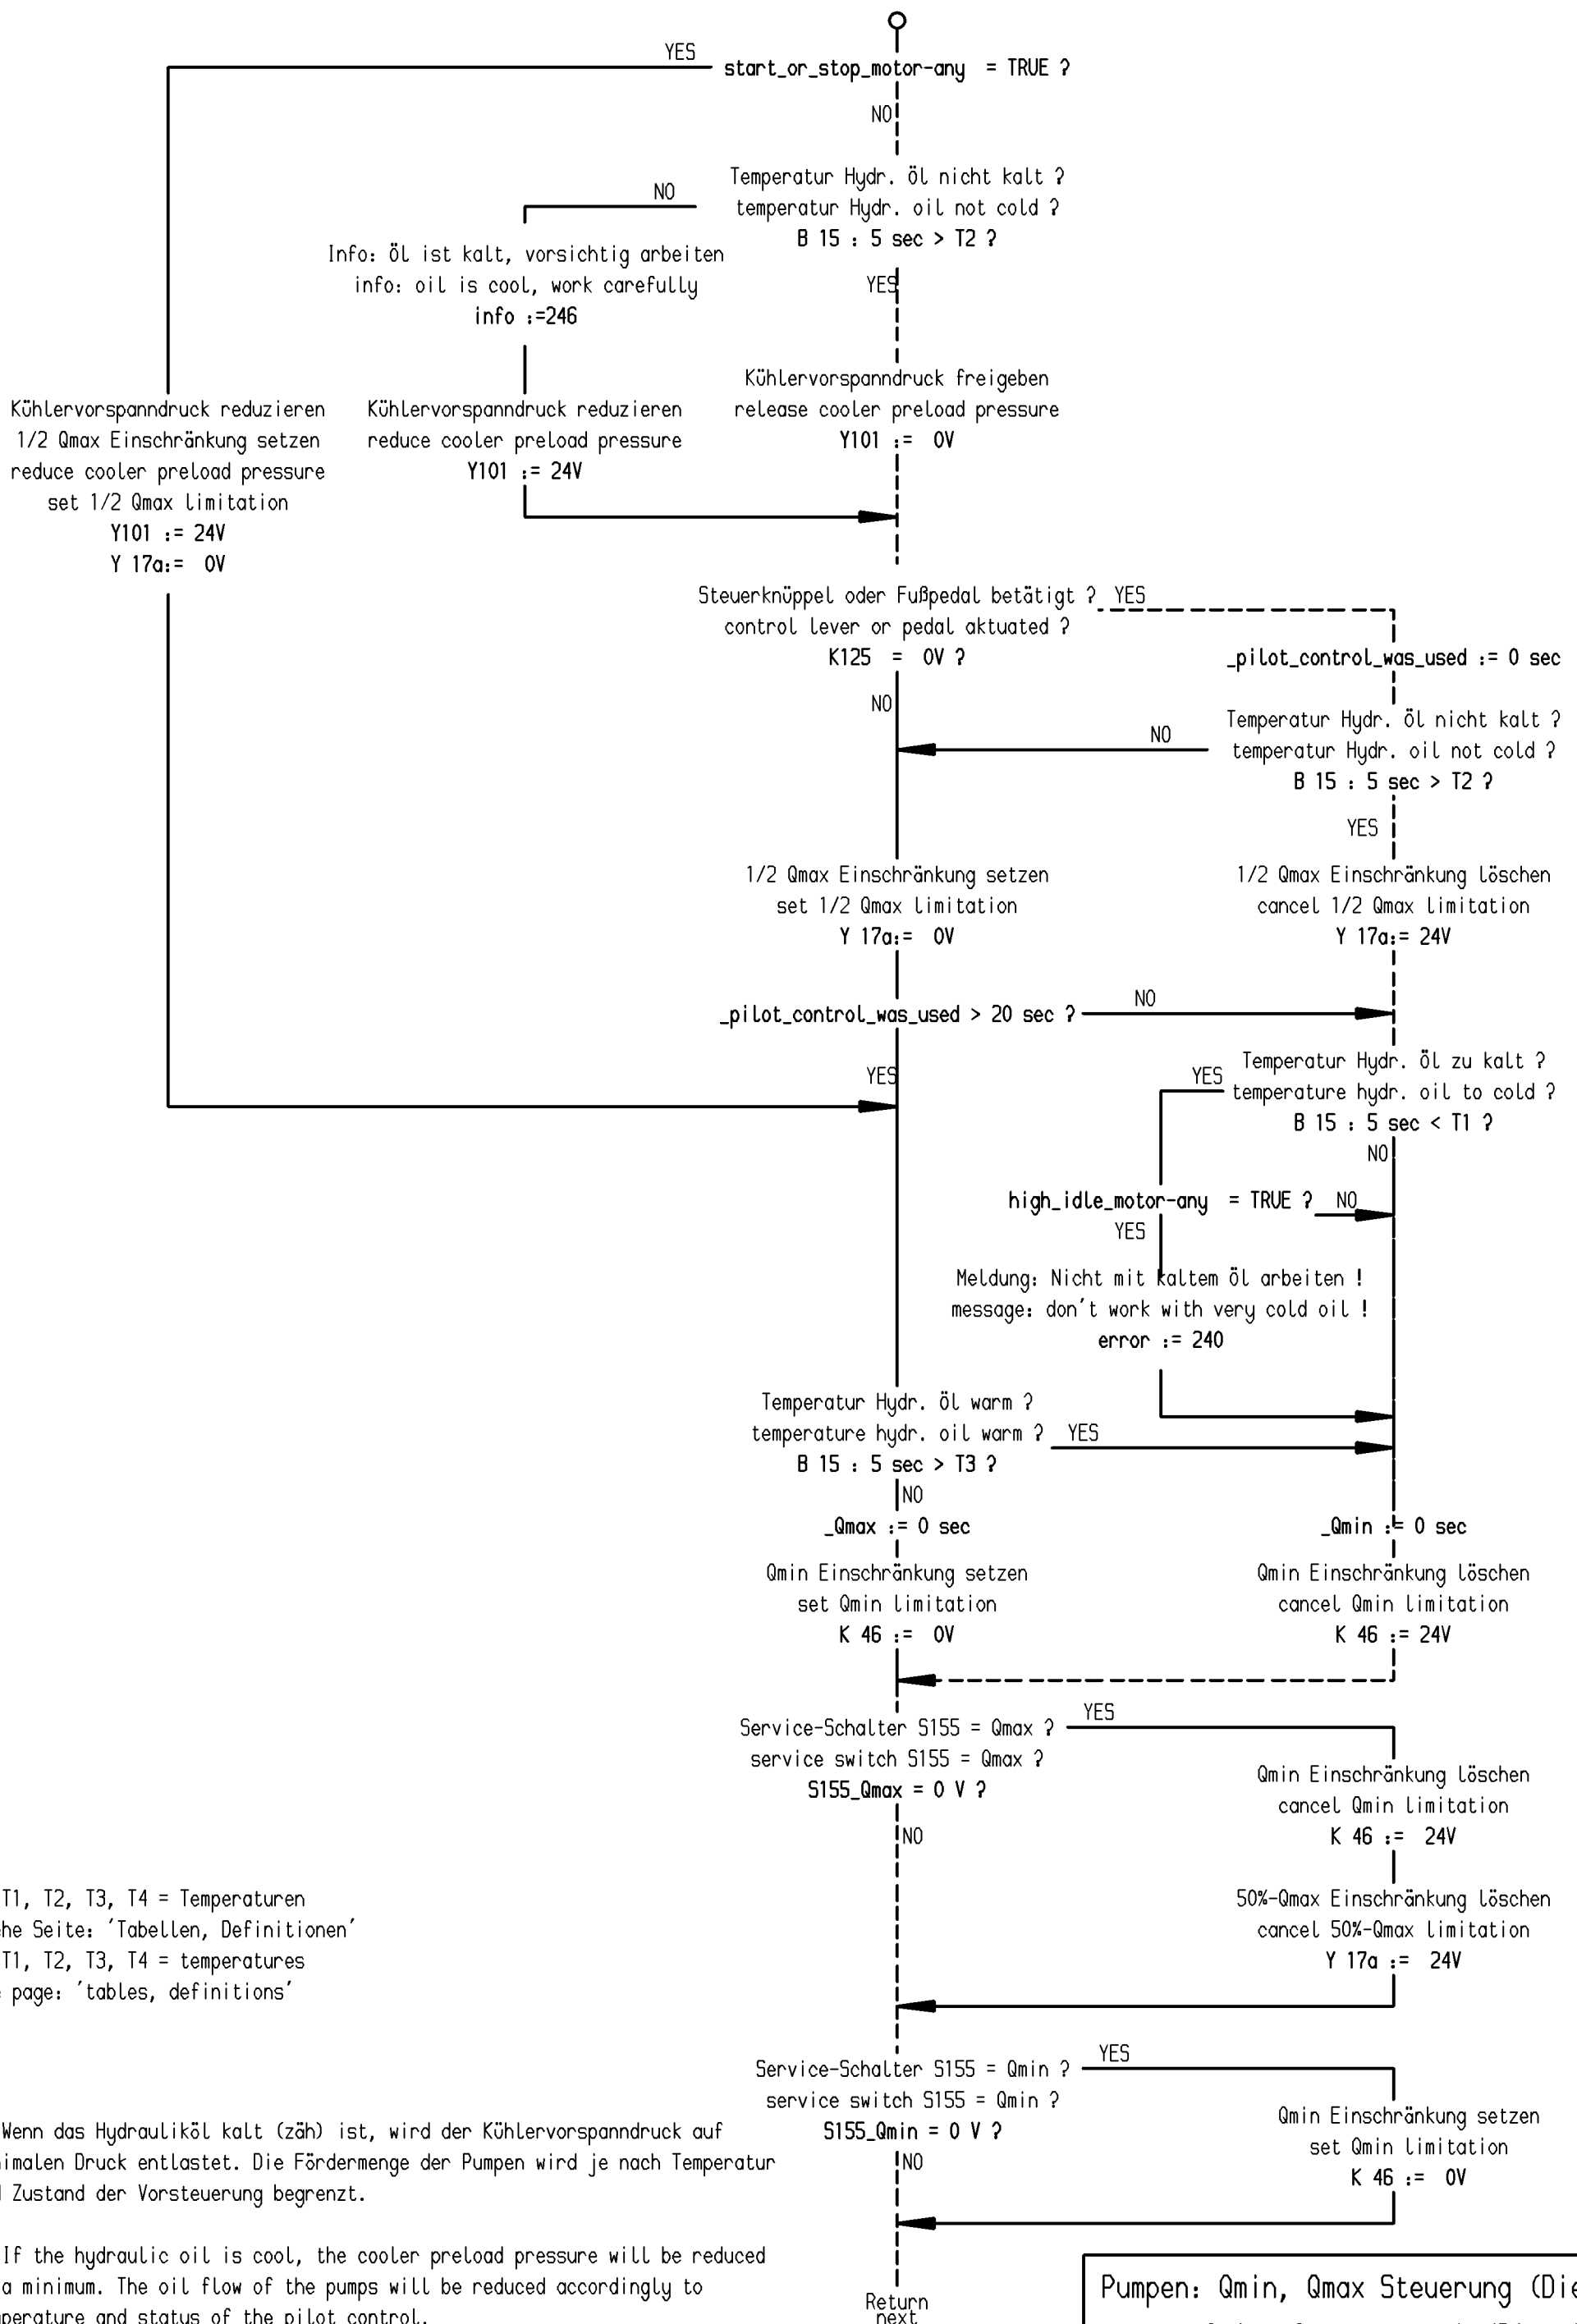 YES
start_or_stop_motor-any = TRUE ?
NO
Temperatur Hydr. öl nicht kalt ?
temperatur Hydr. oil not cold ?
B 15 : 5 sec > T2 ?
NO
YES
Info: öl ist kalt, vorsichtig arbeiten
info: oil is cool, work carefully
info :=246
Kühlervorspanndruck reduzieren
1/2 Qmax Einschränkung setzen
reduce cooler preload pressure
set 1/2 Qmax limitation
Y101 := 24V
Y 17a:= 0V
Kühlervorspanndruck reduzieren
reduce cooler preload pressure
Y101 := 24V
Kühlervorspanndruck freigeben
release cooler preload pressure
Y101 := 0V
Steuerknüppel oder Fußpedal betätigt ? YES
control lever or pedal aktuated ?
K125 = 0V ?
NO
_pilot_control_was_used := 0 sec
Temperatur Hydr. öl nicht kalt ?
temperatur Hydr. oil not cold ?
B 15 : 5 sec > T2 ?
NO
YES
1/2 Qmax Einschränkung setzen
set 1/2 Qmax limitation
Y 17a:= 0V
1/2 Qmax Einschränkung löschen
cancel 1/2 Qmax limitation
Y 17a:= 24V
_pilot_control_was_used > 20 sec ?
NO
YES
Temperatur Hydr. öl zu kalt ?
temperature hydr. oil to cold ?
B 15 : 5 sec < T1 ?
YES
NO
high_idle_motor-any = TRUE ? NO
YES
Meldung: Nicht mit kaltem öl arbeiten !
message: don't work with very cold oil !
error := 240
Temperatur Hydr. öl warm ?
temperature hydr. oil warm ? YES
B 15 : 5 sec > T3 ?
NO
_Qmax := 0 sec
Qmin Einschränkung setzen
set Qmin limitation
K 46 := 0V
_Qmin := 0 sec
Qmin Einschränkung löschen
cancel Qmin limitation
K 46 := 24V
Service-Schalter S155 = Qmax ? YES
service switch S155 = Qmax ?
S155_Qmax = 0 V ?
NO
Qmin Einschränkung löschen
cancel Qmin limitation
K 46 := 24V
50%-Qmax Einschränkung löschen
cancel 50%-Qmax limitation
Y 17a := 24V
T1, T2, T3, T4 = Temperaturen
he Seite: 'Tabellen, Definitionen'
T1, T2, T3, T4 = temperatures
page: 'tables, definitions'
Service-Schalter S155 = Qmin ? YES
service switch S155 = Qmin ?
S155_Qmin = 0 V ?
NO
Qmin Einschränkung setzen
set Qmin limitation
K 46 := 0V
Wenn das Hydrauliköl kalt (zäh) ist, wird der Kühlervorspanndruck auf
imalen Druck entlastet. Die Fördermenge der Pumpen wird je nach Temperatur
Zustand der Vorsteuerung begrenzt.
If the hydraulic oil is cool, the cooler preload pressure will be reduced
a minimum. The oil flow of the pumps will be reduced accordingly to
perature and status of the pilot control.
Return
next
Pumpen: Qmin, Qmax Steuerung (Die